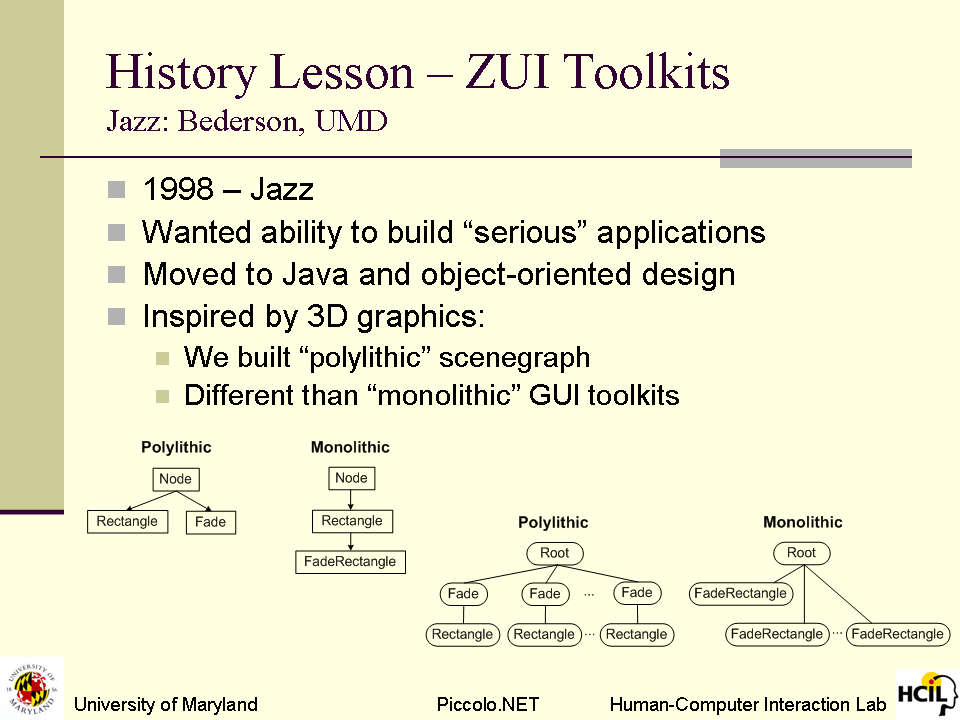 History Lesson – ZUI Toolkits
Jazz: Bederson, UMD
1998 – Jazz
Wanted ability to build “serious” applications
Moved to Java and object-oriented design
Inspired by 3D graphics:
We built “polylithic” scenegraph
Different than “monolithic” GUI toolkits
Polylithic
Node
Rectangle Fade
Monolithic
Node
Rectangle
FadeRectangle
Polylithic
Root
Fade Fade ... Fade
Rectangle Rectangle ... Rectangle
Monolithic
Root
FadeRectangle
FadeRectangle ... FadeRectangle
UNIVERSITY OF
18 56
MARYLAND
University of Maryland Piccolo.NET Human-Computer Interaction Lab
HCIL